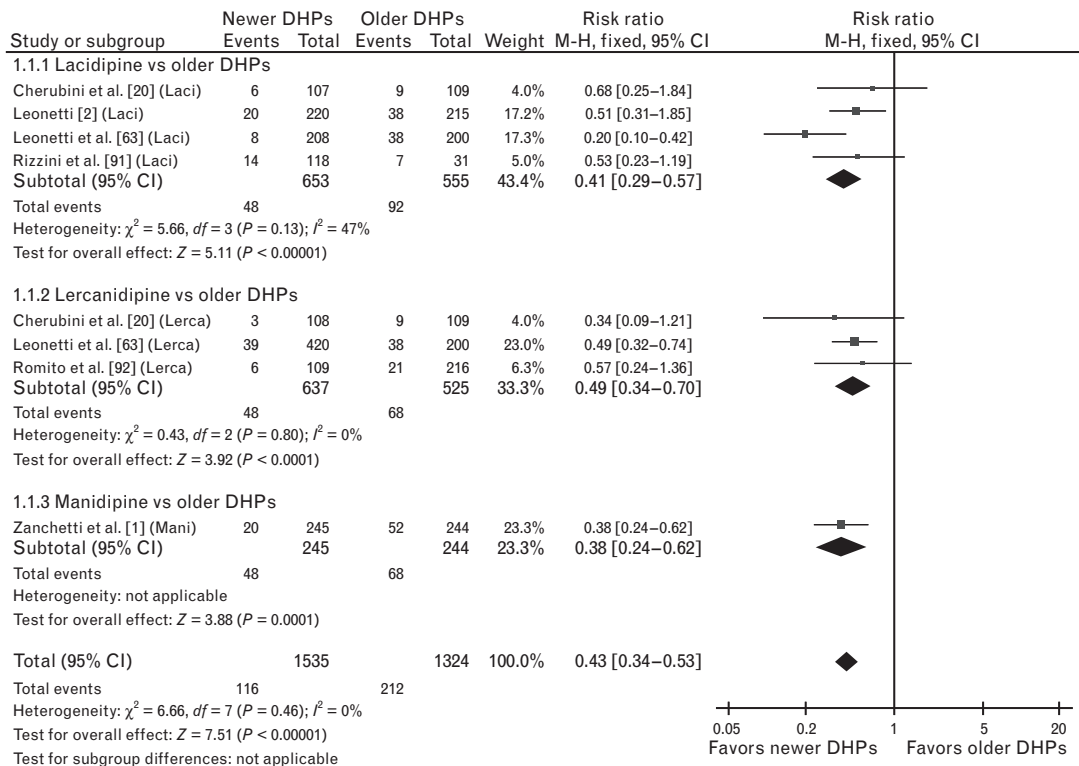 Newer DHPs Older DHPs Risk ratio Risk ratio
Study or subgroup Events Total Events Total Weight M-H, fixed, 95% CI M-H, fixed, 95% CI
1.1.1 Lacidipine vs older DHPs
Cherubini et al. [20] (Laci) 6 107 9 109 4.0% 0.68 [0.25–1.84)
Leonetti [2] (Laci) 20 220 38 215 17.2% 0.51 [0.31–1.85)
Leonetti et al. [63] (Laci) 8 208 38 200 17.3% 0.20 [0.10–0.42)
Rizzini et al. [91] (Laci) 14 118 7 31 5.0% 0.53 [0.23–1.19)
Subtotal (95% CI) 653 555 43.4% 0.41 [0.29–0.57]
Total events 48 92
Heterogeneity: χ² = 5.66, df = 3 (P = 0.13); I² = 47%
Test for overall effect: Z = 5.11 (P < 0.00001)
1.1.2 Lercanidipine vs older DHPs
Cherubini et al. [20] (Lerca) 3 108 9 109 4.0% 0.34 [0.09–1.21)
Leonetti et al. [63] (Lerca) 39 420 38 200 23.0% 0.49 [0.32–0.74)
Romito et al. [92] (Lerca) 6 109 21 216 6.3% 0.57 [0.24–1.36)
Subtotal (95% CI) 637 525 33.3% 0.49 [0.34–0.70]
Total events 48 68
Heterogeneity: χ² = 0.43, df = 2 (P = 0.80); I² = 0%
Test for overall effect: Z = 3.92 (P < 0.0001)
1.1.3 Manidipine vs older DHPs
Zanchetti et al. [1] (Mani) 20 245 52 244 23.3% 0.38 [0.24–0.62]
Subtotal (95% CI) 245 244 23.3% 0.38 [0.24–0.62]
Total events 48 68
Heterogeneity: not applicable
Test for overall effect: Z = 3.88 (P = 0.0001)
Total (95% CI) 1535 1324 100.0% 0.43 [0.34–0.53]
Total events 116 212
Heterogeneity: χ² = 6.66, df = 7 (P = 0.46); I² = 0%
Test for overall effect: Z = 7.51 (P < 0.00001)
Test for subgroup differences: not applicable
0.05 0.2 1 5 20
Favors newer DHPs Favors older DHPs